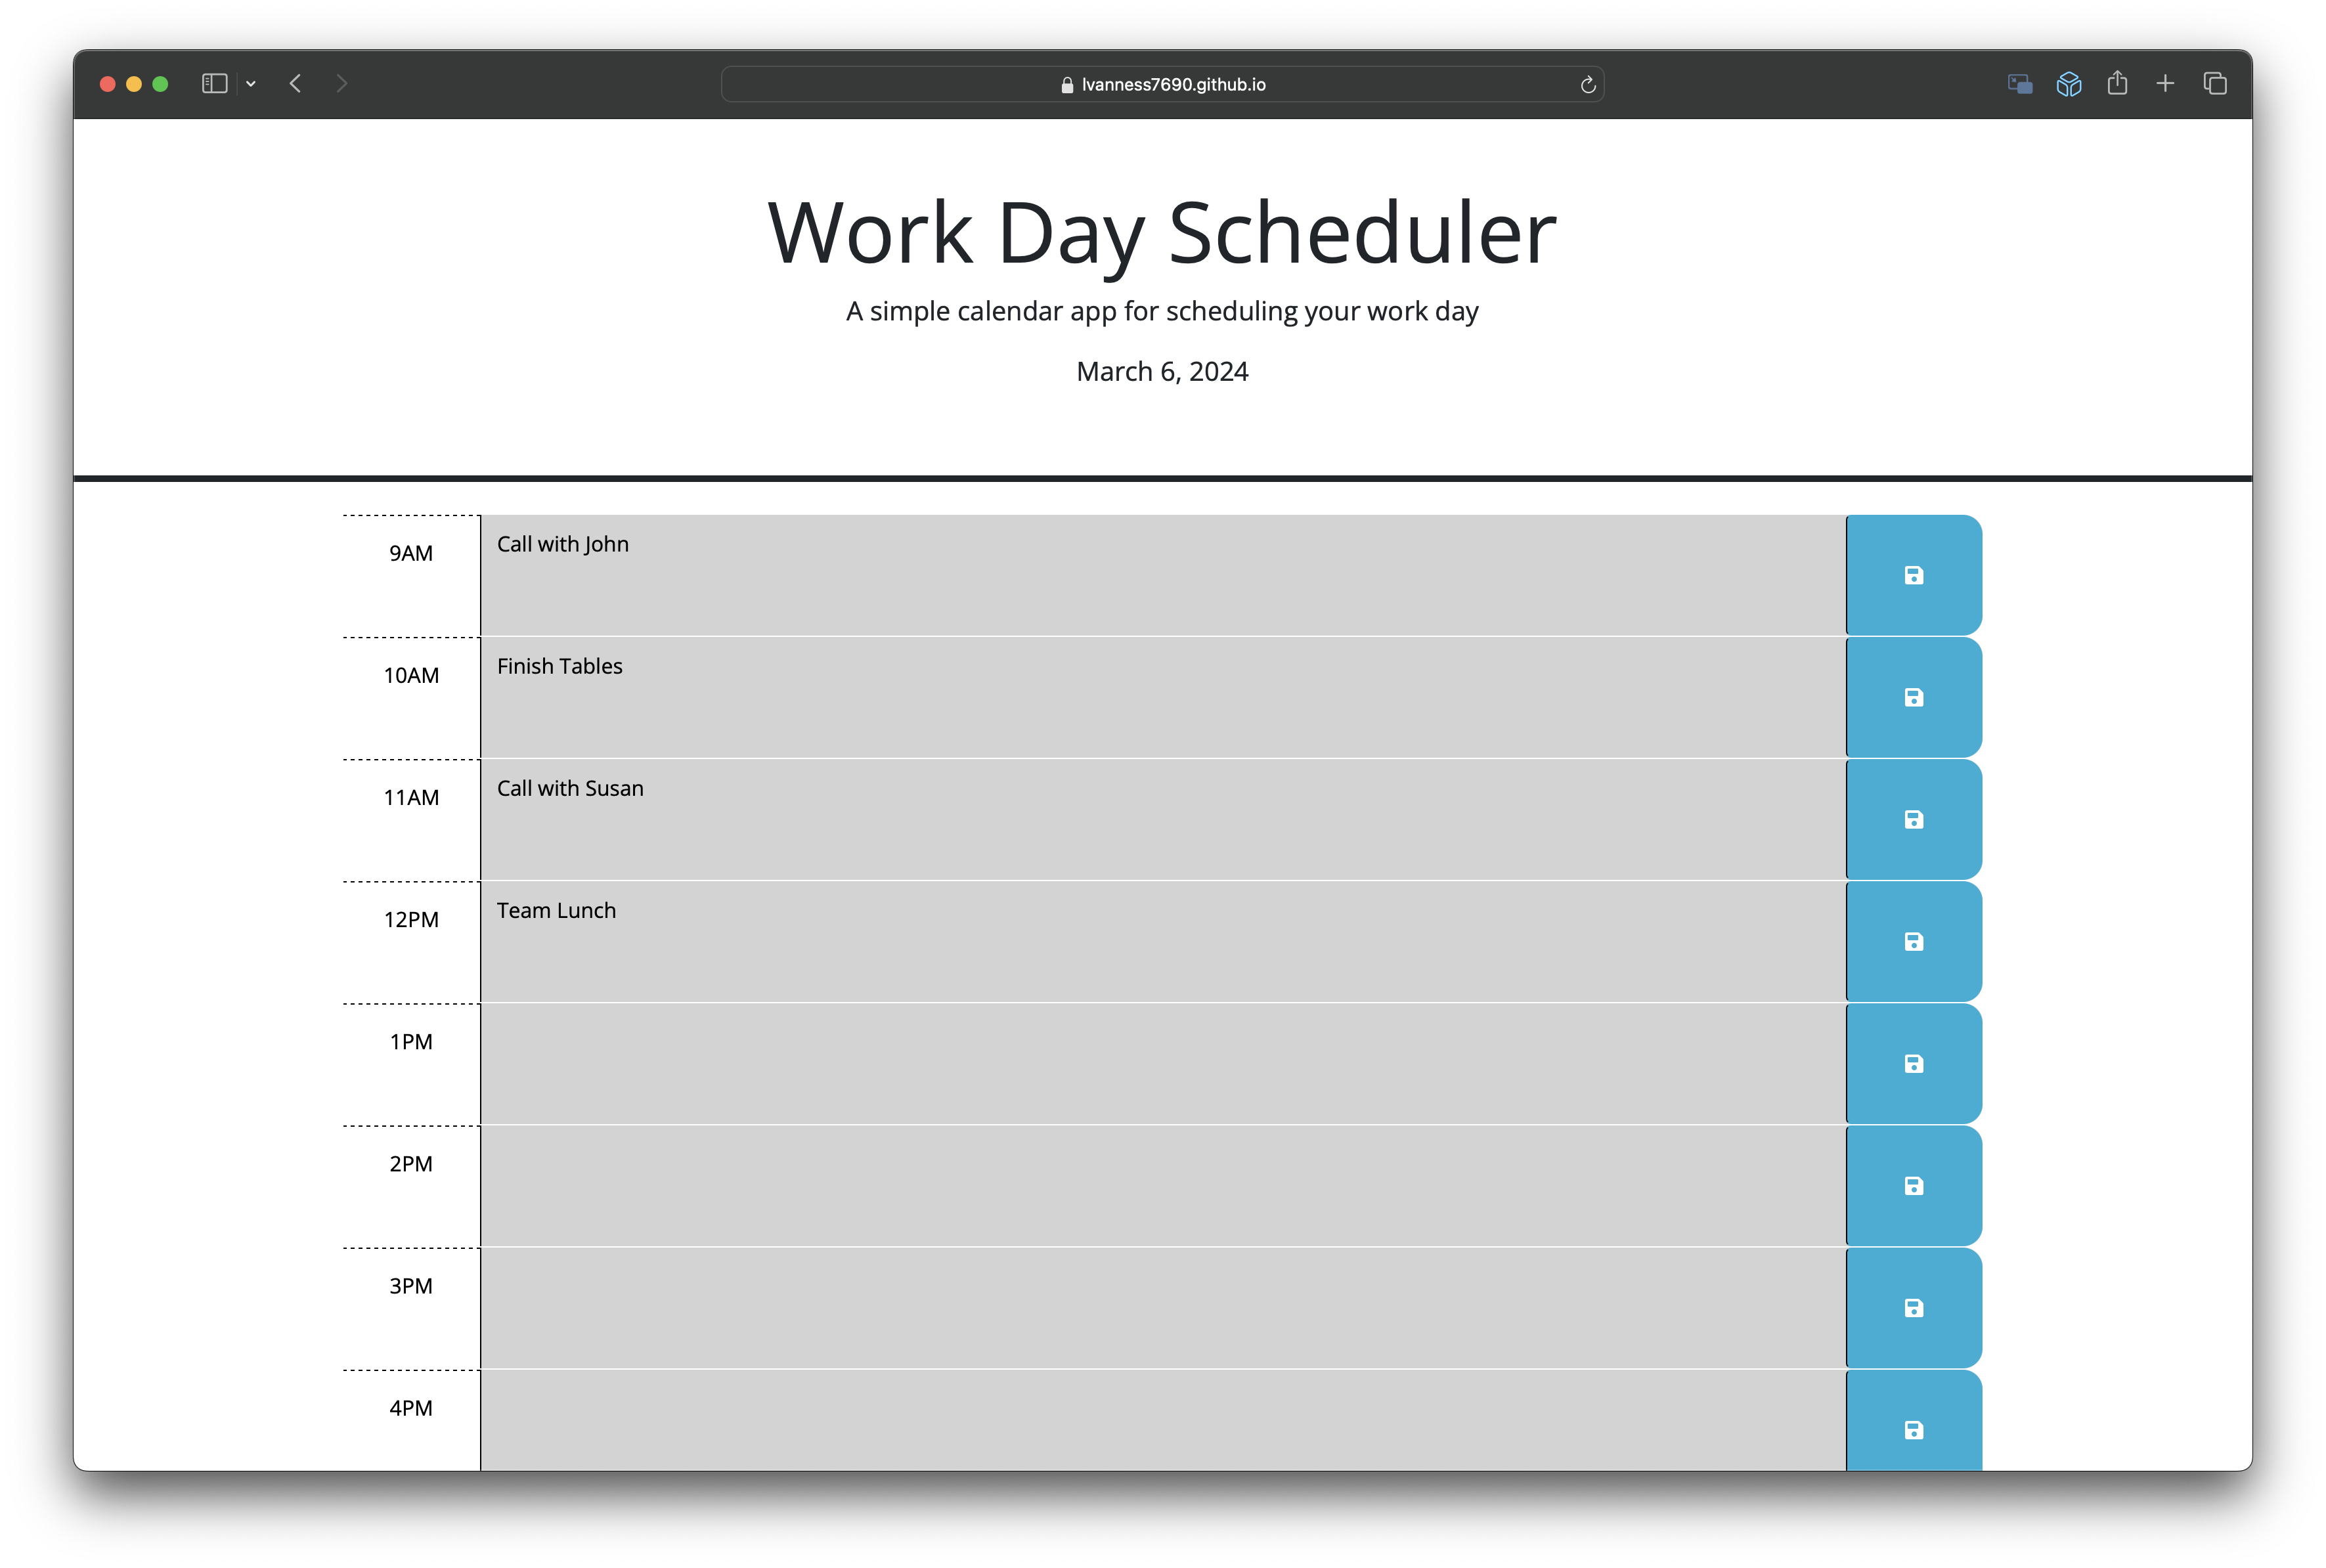 lvanness7690.github.io
Work Day Scheduler
A simple calendar app for scheduling your work day
March 6, 2024
9AM
Call with John
10AM
Finish Tables
11AM
Call with Susan
12PM
Team Lunch
1PM
2PM
3PM
4PM